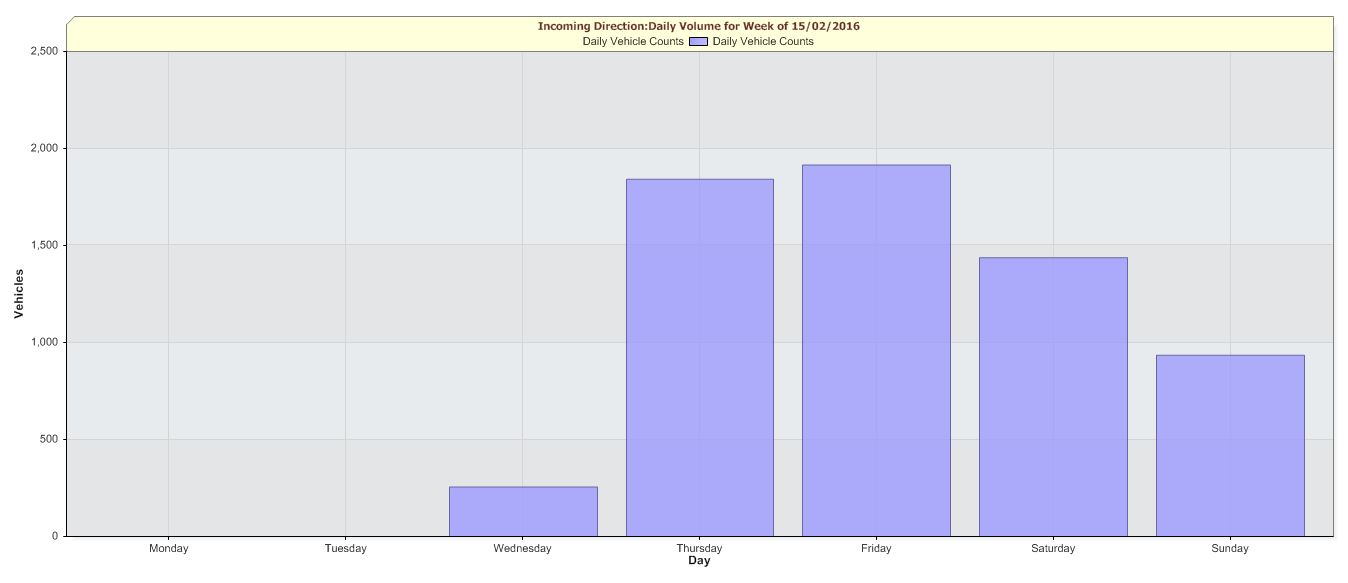 Incoming Direction:Daily Volume for Week of 15/02/2016
Daily Vehicle Counts Daily Vehicle Counts
2,500
2,000
1,500
1,000
500
0
Vehicles
Monday Tuesday Wednesday Thursday Friday Saturday Sunday
Day